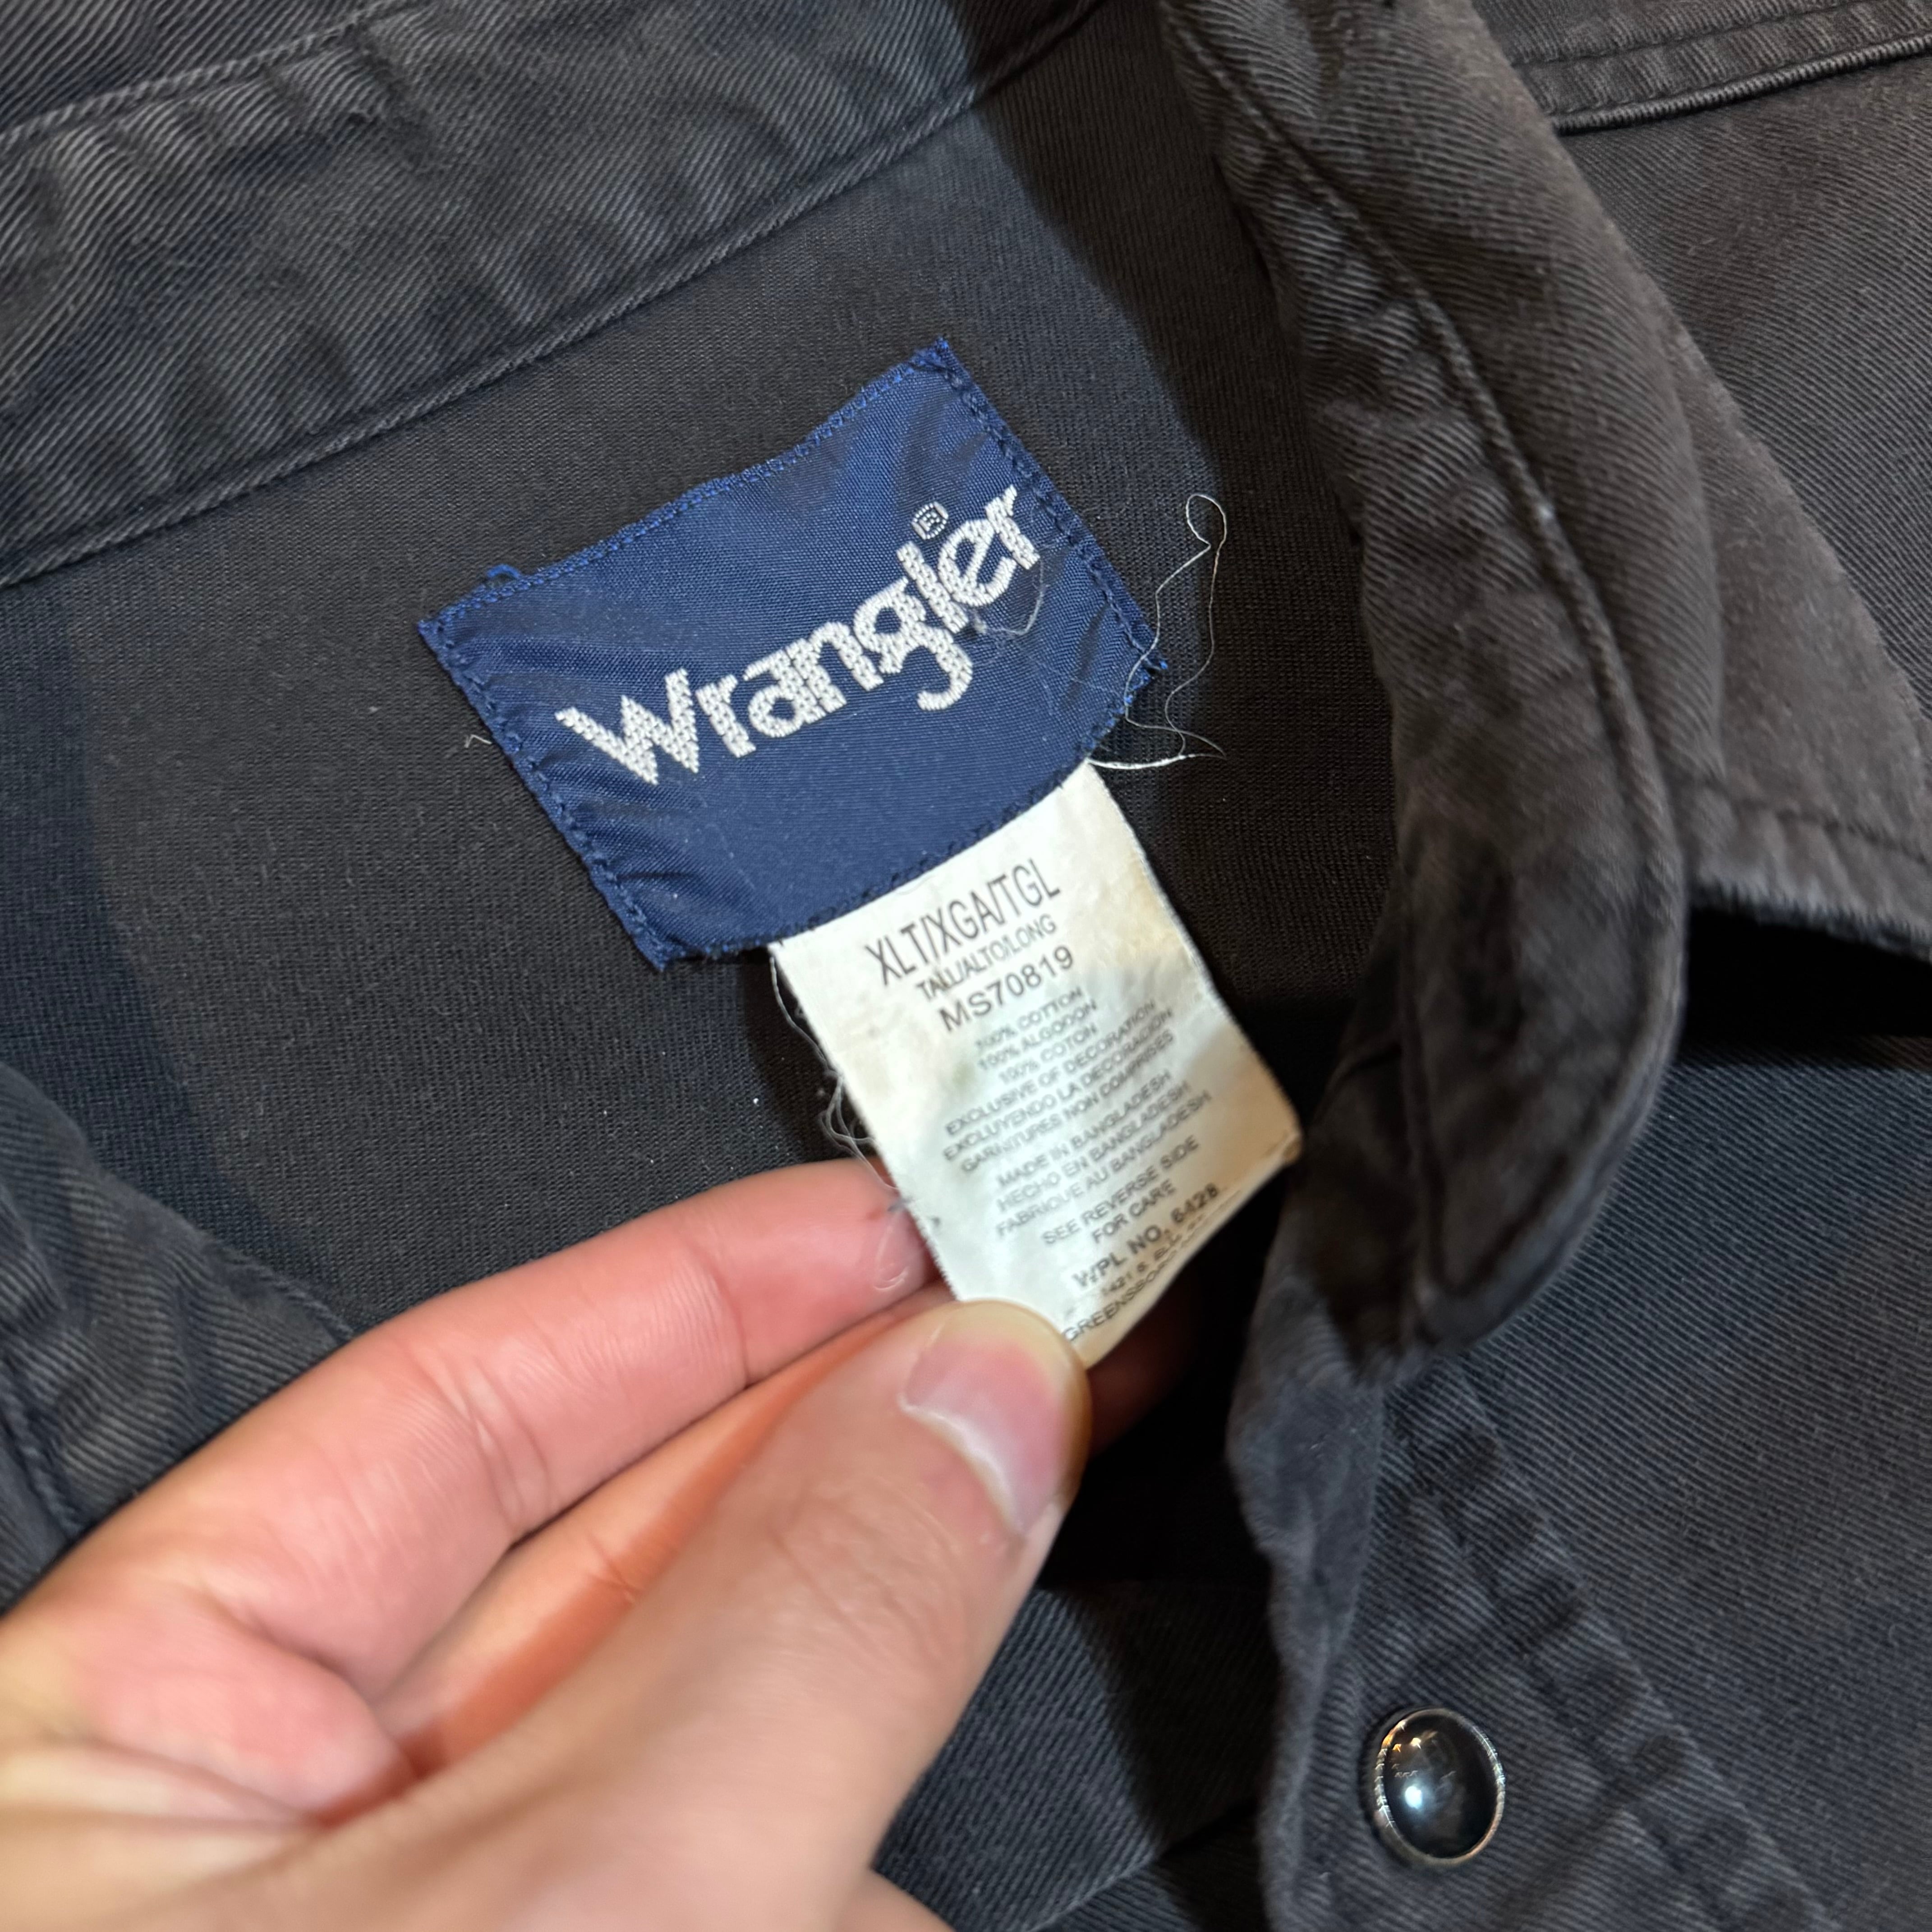 Wrangler®
XLT/XGA/TGL
TALL/ALTO/LONG
MS70819
100% COTTON
100% ALGODON
100% COTON
EXCLUSIVE OF DECORATION
EXCLUYENDO LA DECORACIÓN
GARNITURES NON COMPRISES
MADE IN BANGLADESH
HECHO EN BANGLADESH
FABRIQUE AU BANGLADESH
SEE REVERSE SIDE
FOR CARE
WPL NO. 6428